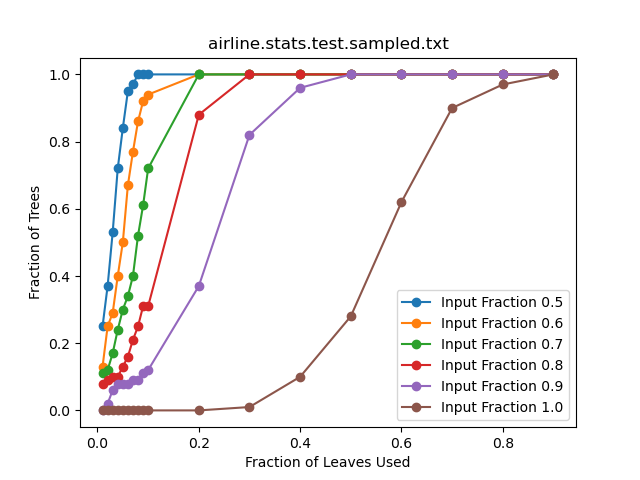 airline.stats.test.sampled.txt
Fraction of Trees
1.0
0.8
0.6
0.4
0.2
0.0
Input Fraction 0.5
Input Fraction 0.6
Input Fraction 0.7
Input Fraction 0.8
Input Fraction 0.9
Input Fraction 1.0
0.0 0.2 0.4 0.6 0.8
Fraction of Leaves Used